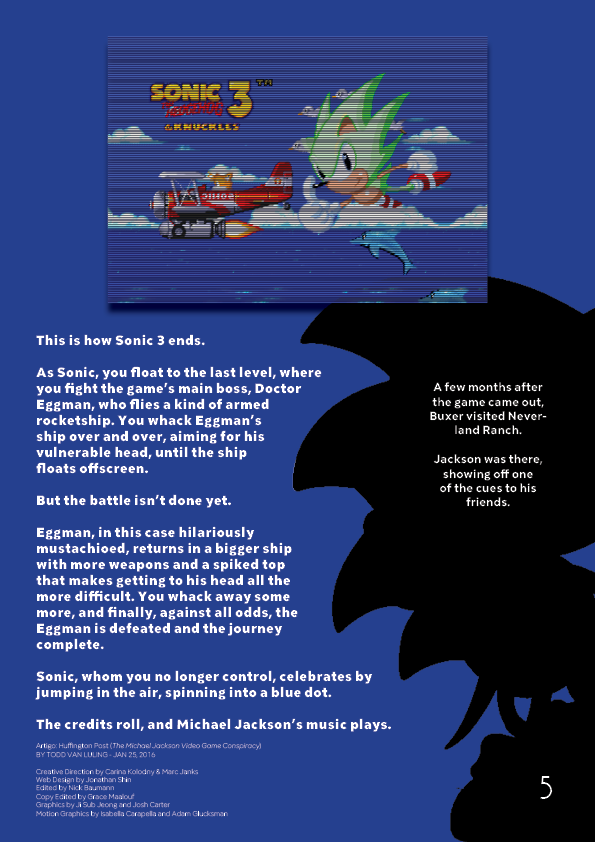 SONIC
THE HEDGEHOG 3 TM
& KNUCKLES
This is how Sonic 3 ends.
As Sonic, you float to the last level, where
you fight the game's main boss, Doctor
Eggman, who flies a kind of armed
rocketship. You whack Eggman's
ship over and over, aiming for his
vulnerable head, until the ship
floats offscreen.
But the battle isn't done yet.
Eggman, in this case hilariously
mustachioed, returns in a bigger ship
with more weapons and a spiked top
that makes getting to his head all the
more difficult. You whack away some
more, and finally, against all odds, the
Eggman is defeated and the journey
complete.
Sonic, whom you no longer control, celebrates by
jumping in the air, spinning into a blue dot.
The credits roll, and Michael Jackson's music plays.
A few months after
the game came out,
Buxer visited Never-
land Ranch.
Jackson was there,
showing off one
of the cues to his
friends.
Artigo: Huffington Post (The Michael Jackson Video Game Conspiracy)
BY TODD VAN LULING - JAN 25, 2016
Creative Direction by Carina Kolodny & Marc Janks
Web Design by Jonathan Shin
Edited by Nick Baumann
Copy Edited by Grace Maalouf
Graphics by Ji Sub Jeong and Josh Carter
Motion Graphics by Isabella Carapella and Adam Glucksman
5